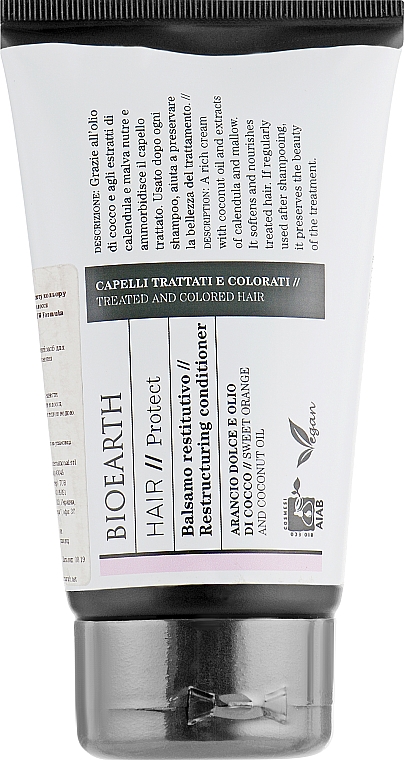 DESCRIZIONE: Grazie all'olio
di cocco e agli estratti di
calendula e malva nutre e
ammorbidisce il capello
trattato. Usato dopo ogni
shampoo, aiuta a preservare
la bellezza del trattamento. //
DESCRIPTION: A rich cream
with coconut oil and extracts
of calendula and mallow.
It softens and nourishes
treated hair. If regularly
used after shampooing,
it preserves the beauty
of the treatment.
CAPELLI TRATTATI E COLORATI //
TREATED AND COLORED HAIR
BIOEARTH
HAIR // Protect
Balsamo restitutivo //
Restructuring conditioner
ARANCIO DOLCE E OLIO
DI COCCO // SWEET ORANGE
AND COCONUT OIL
Vegan
COSMESI
AIAB
033 018
Formula